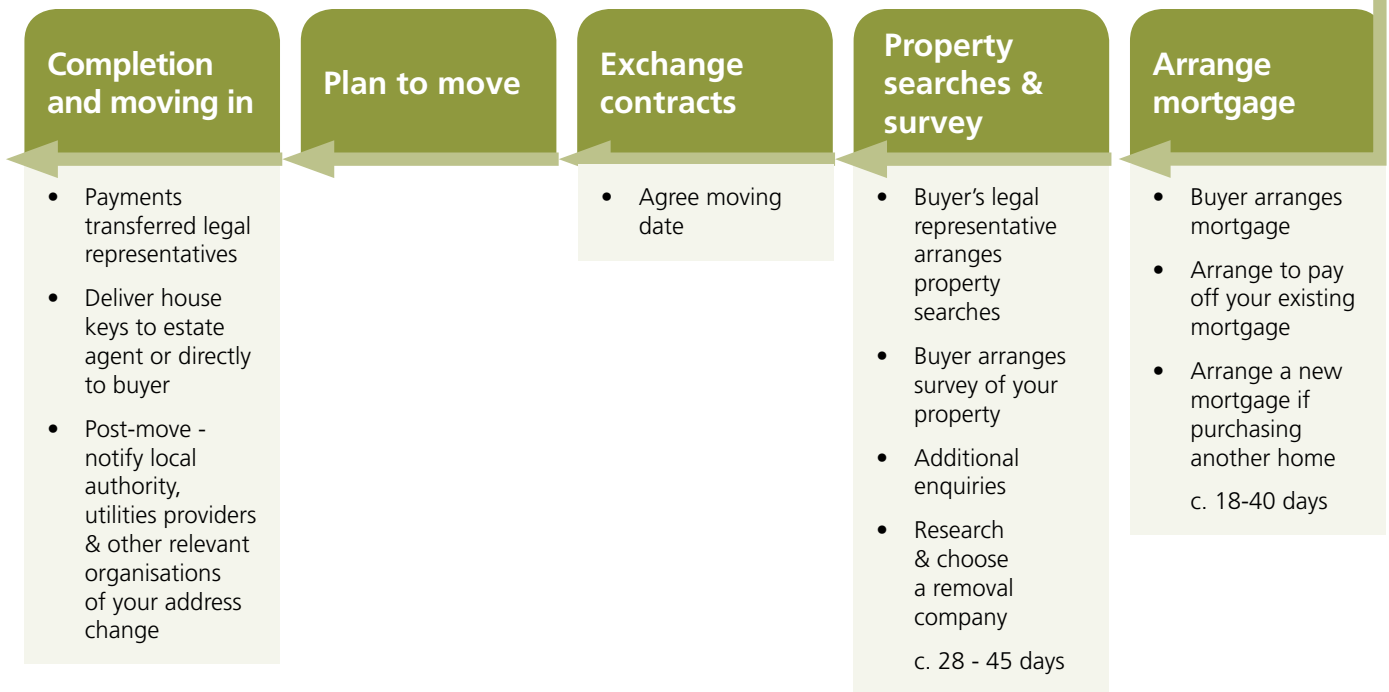 Completion
and moving in
• Payments
transferred legal
representatives
• Deliver house
keys to estate
agent or directly
to buyer
• Post-move -
notify local
authority,
utilities providers
& other relevant
organisations
of your address
change
Plan to move
Exchange
contracts
• Agree moving
date
Property
searches &
survey
• Buyer’s legal
representative
arranges
property
searches
• Buyer arranges
survey of your
property
• Additional
enquiries
• Research
& choose
a removal
company
c. 28 - 45 days
Arrange
mortgage
• Buyer arranges
mortgage
• Arrange to pay
off your existing
mortgage
• Arrange a new
mortgage if
purchasing
another home
c. 18-40 days